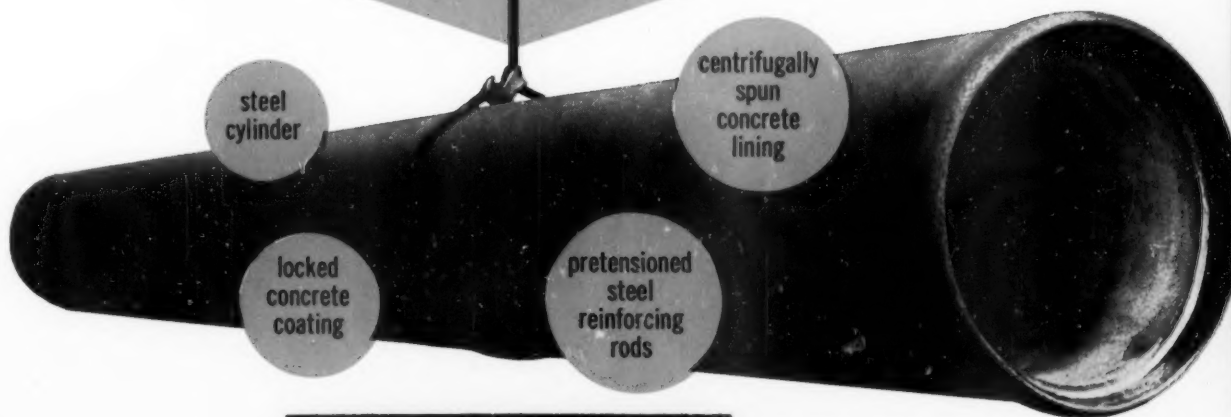 steel
cylinder
centrifugally
spun
concrete
lining
locked
concrete
coating
pretensioned
steel
reinforcing
rods